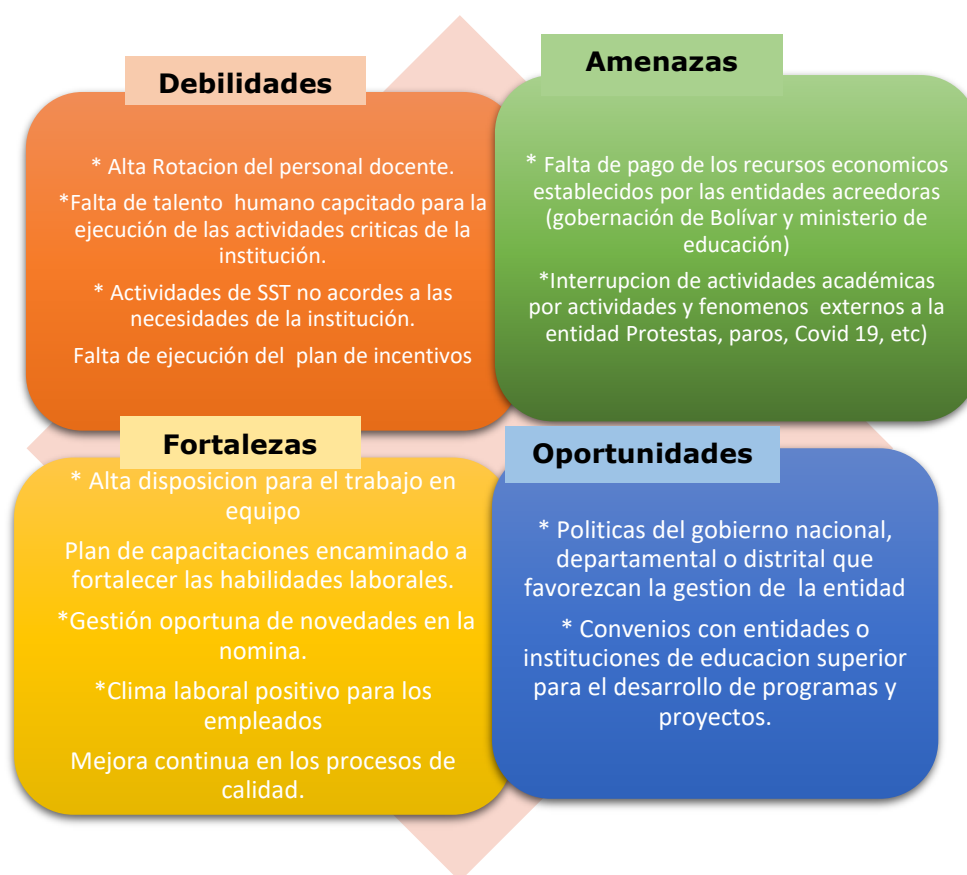 Debilidades
* Alta Rotacion del personal docente.
*Falta de talento humano capcitado para la
ejecución de las actividades criticas de la
institución.
* Actividades de SST no acordes a las
necesidades de la institución.
Falta de ejecución del plan de incentivos
Amenazas
* Falta de pago de los recursos economicos
establecidos por las entidades acreedoras
(gobernación de Bolívar y ministerio de
educación)
*Interrupcion de actividades académicas
por actividades y fenomenos externos a la
entidad Protestas, paros, Covid 19, etc)
Fortalezas
* Alta disposicion para el trabajo en
equipo
Plan de capacitaciones encaminado a
fortalecer las habilidades laborales.
*Gestión oportuna de novedades en la
nomina.
*Clima laboral positivo para los
empleados
Mejora continua en los procesos de
calidad.
Oportunidades
* Politicas del gobierno nacional,
departamental o distrital que
favorezcan la gestion de la entidad
* Convenios con entidades o
instituciones de educacion superior
para el desarrollo de programas y
proyectos.